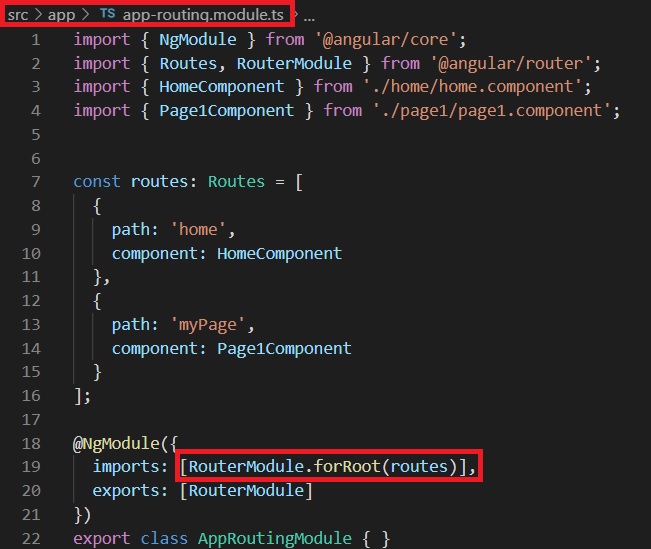 src > app > TS app-routing.module.ts > ...
1 import { NgModule } from '@angular/core';
2 import { Routes, RouterModule } from '@angular/router';
3 import { HomeComponent } from './home/home.component';
4 import { Page1Component } from './page1/page1.component';
5
6
7 const routes: Routes = [
8   {
9     path: 'home',
10     component: HomeComponent
11   },
12   {
13     path: 'myPage',
14     component: Page1Component
15   }
16 ];
17
18 @NgModule({
19   imports: [RouterModule.forRoot(routes)],
20   exports: [RouterModule]
21 })
22 export class AppRoutingModule { }